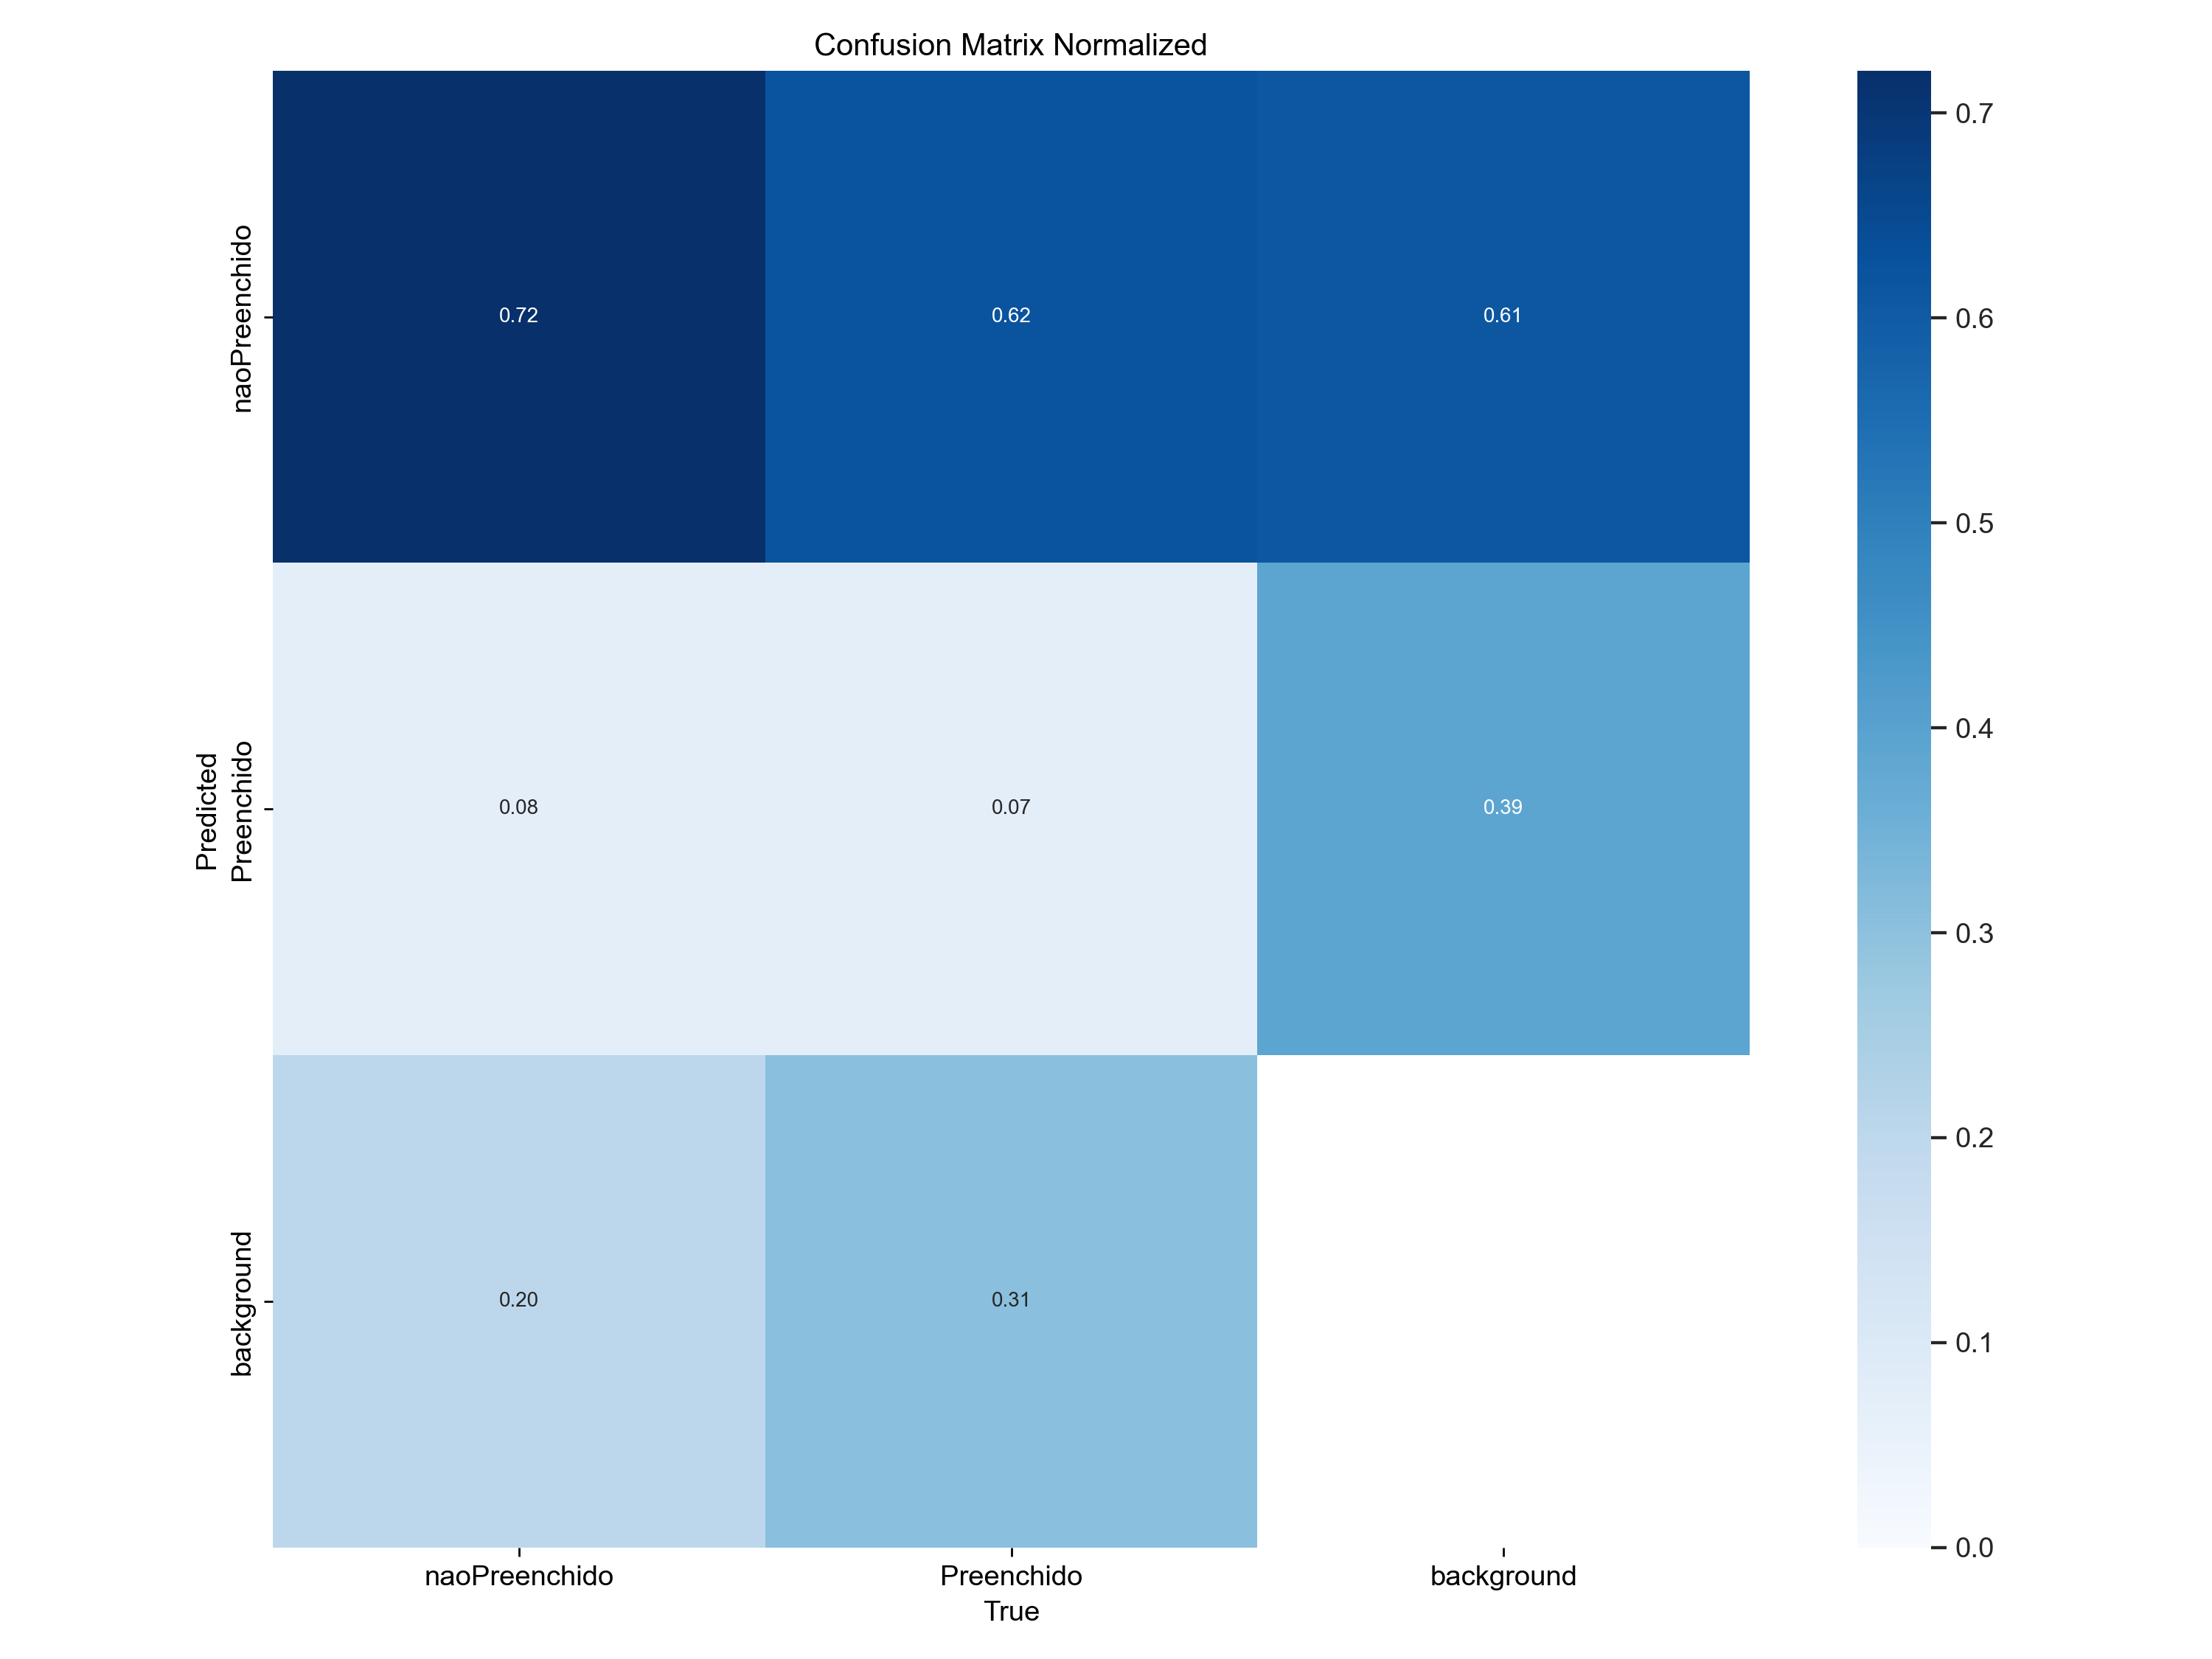 Confusion Matrix Normalized
naoPreenchido
0.72
0.62
0.61
Predicted
Preenchido
0.08
0.07
0.39
background
0.20
0.31
naoPreenchido
Preenchido
background
True
0.7
0.6
0.5
0.4
0.3
0.2
0.1
0.0